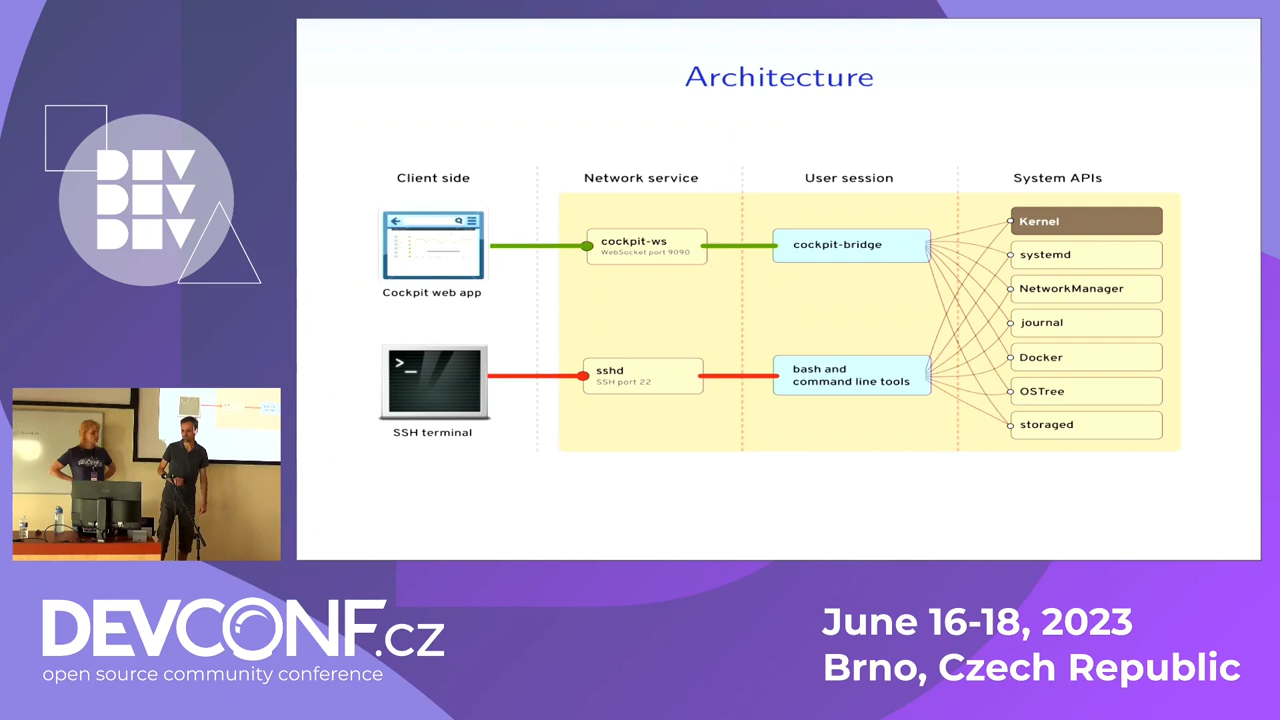 Architecture
Client side
Network service
User session
System APIs
Cockpit web app
cockpit-ws
WebSocket port 9090
cockpit-bridge
SSH terminal
>_
sshd
SSH port 22
bash and
command line tools
Kernel
systemd
NetworkManager
journal
Docker
OSTree
storaged
DEV
DEV
DEV
DEVCONF.cz
open source community conference
June 16-18, 2023
Brno, Czech Republic